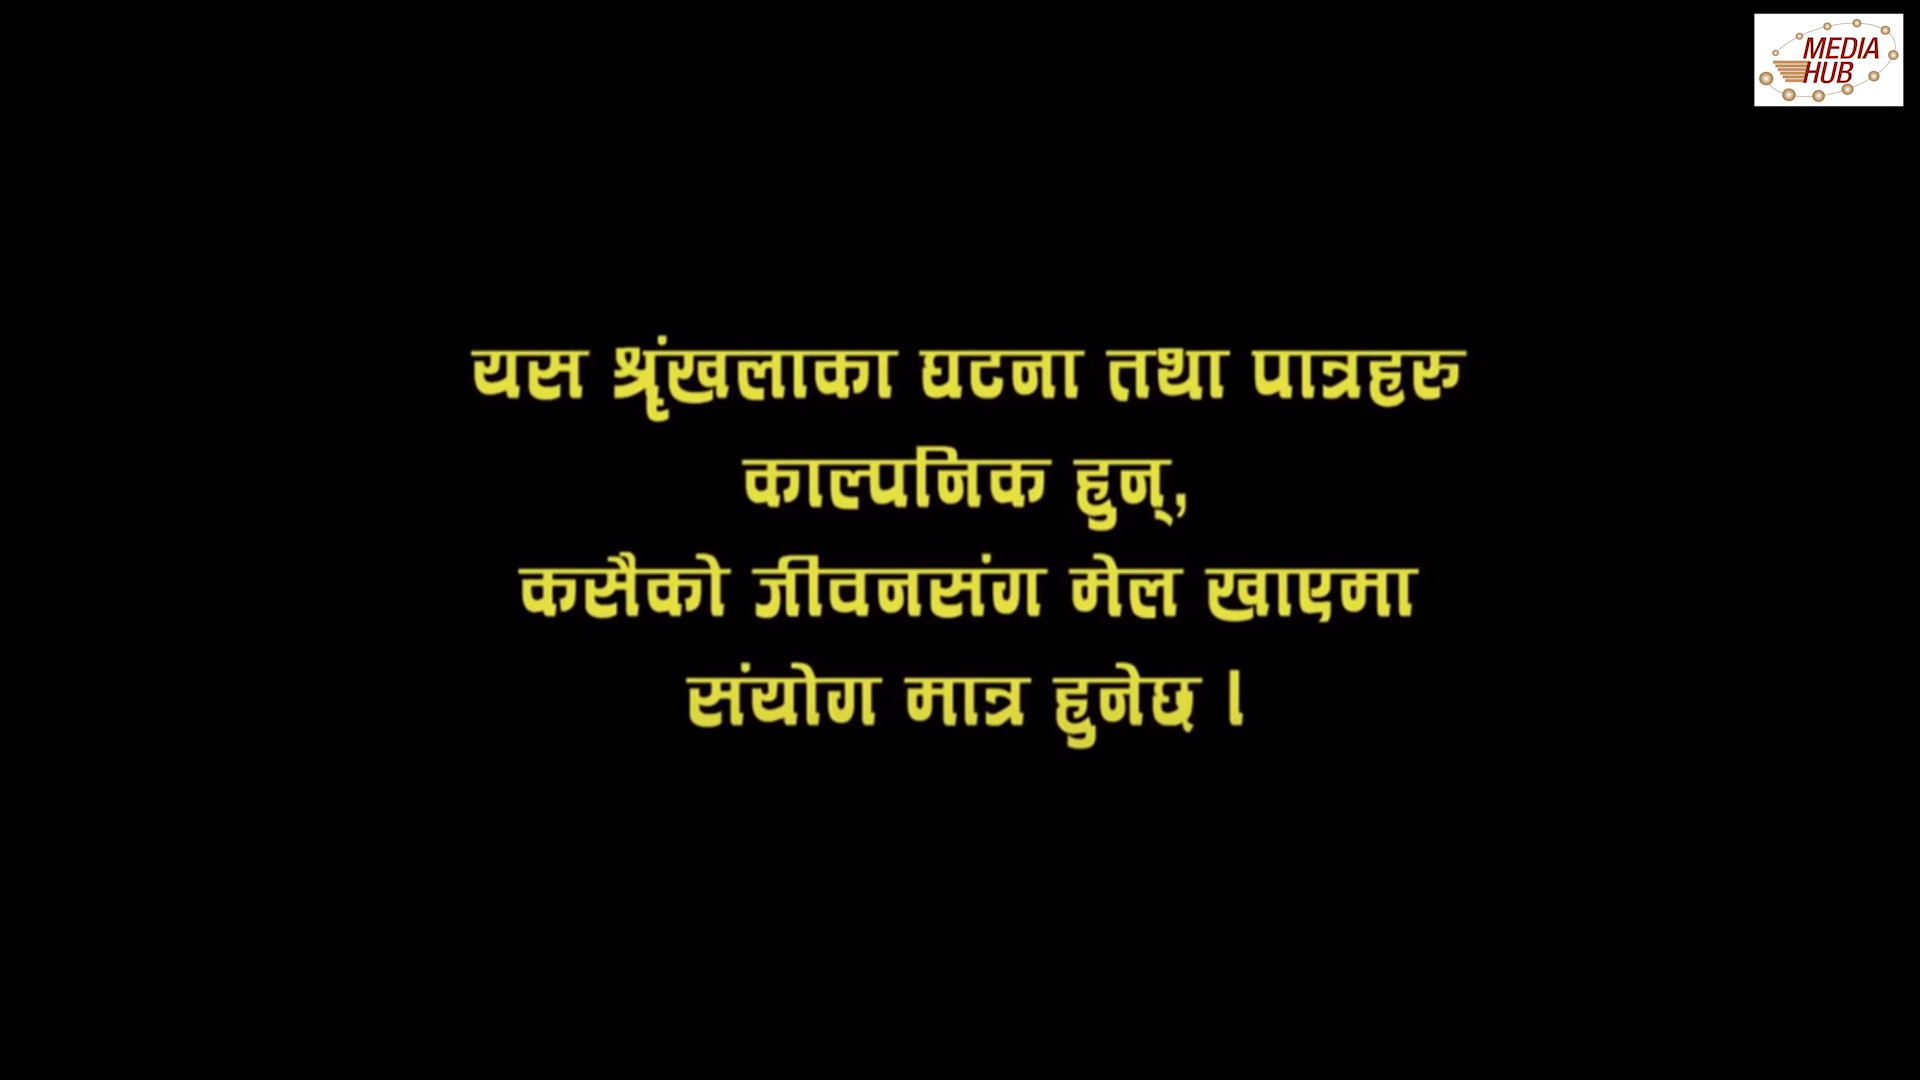 MEDIA
HUB
यस श्रृंखलाका घटना तथा पात्रहरु
काल्पनिक हुन्,
कसैको जीवनसंग मेल खाएमा
संयोग मात्र हुनेछ ।